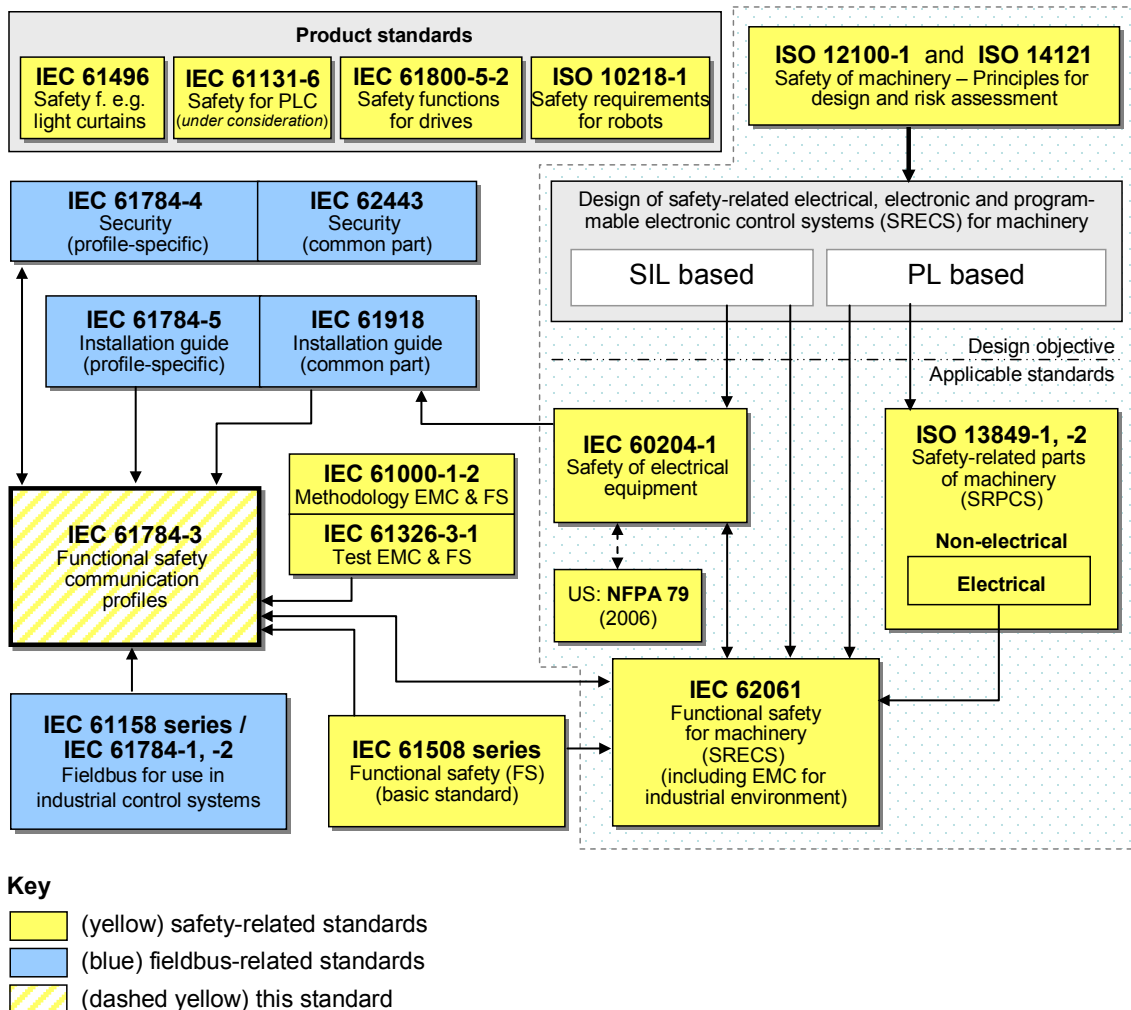 Product standards
IEC 61496
Safety f. e.g.
light curtains
IEC 61131-6
Safety for PLC
(under consideration)
IEC 61800-5-2
Safety functions
for drives
ISO 10218-1
Safety requirements
for robots
ISO 12100-1 and ISO 14121
Safety of machinery – Principles for
design and risk assessment
IEC 61784-4
Security
(profile-specific)
IEC 62443
Security
(common part)
Design of safety-related electrical, electronic and program-
mable electronic control systems (SRECS) for machinery
SIL based
PL based
IEC 61784-5
Installation guide
(profile-specific)
IEC 61918
Installation guide
(common part)
Design objective
Applicable standards
IEC 60204-1
Safety of electrical
equipment
ISO 13849-1, -2
Safety-related parts
of machinery
(SRPCS)
Non-electrical
Electrical
IEC 61000-1-2
Methodology EMC & FS
IEC 61326-3-1
Test EMC & FS
IEC 61784-3
Functional safety
communication
profiles
US: NFPA 79
(2006)
IEC 61158 series /
IEC 61784-1, -2
Fieldbus for use in
industrial control systems
IEC 61508 series
Functional safety (FS)
(basic standard)
IEC 62061
Functional safety
for machinery
(SRECS)
(including EMC for
industrial environment)
Key
(yellow) safety-related standards
(blue) fieldbus-related standards
(dashed yellow) this standard